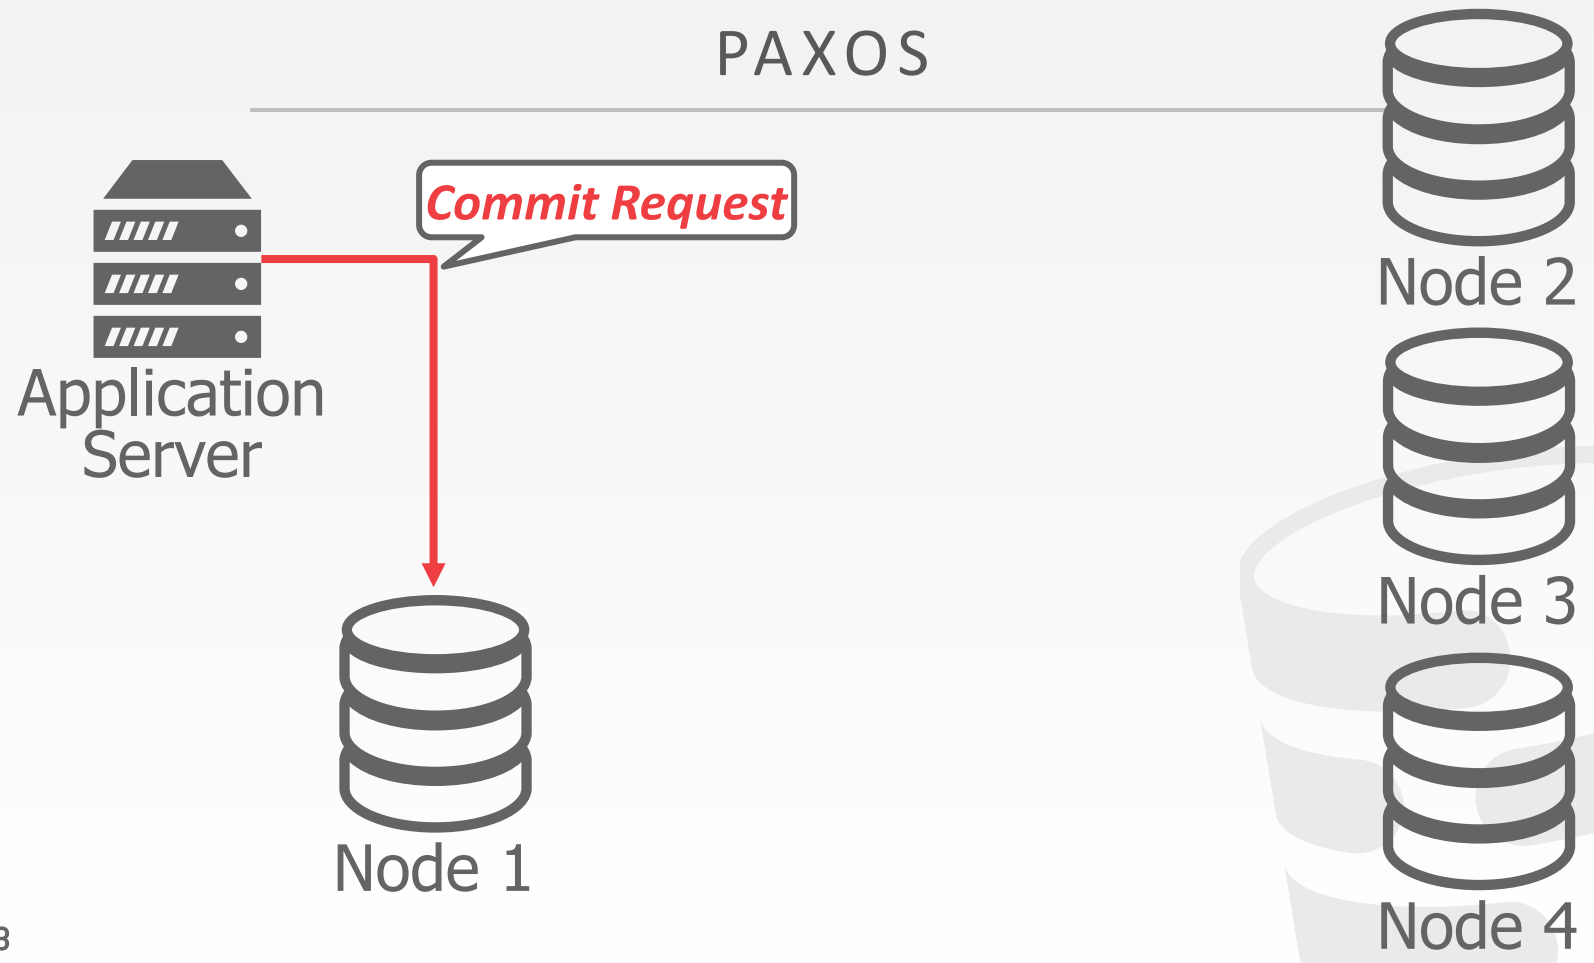 PAXOS
Commit Request
Application
Server
Node 1
Node 2
Node 3
Node 4